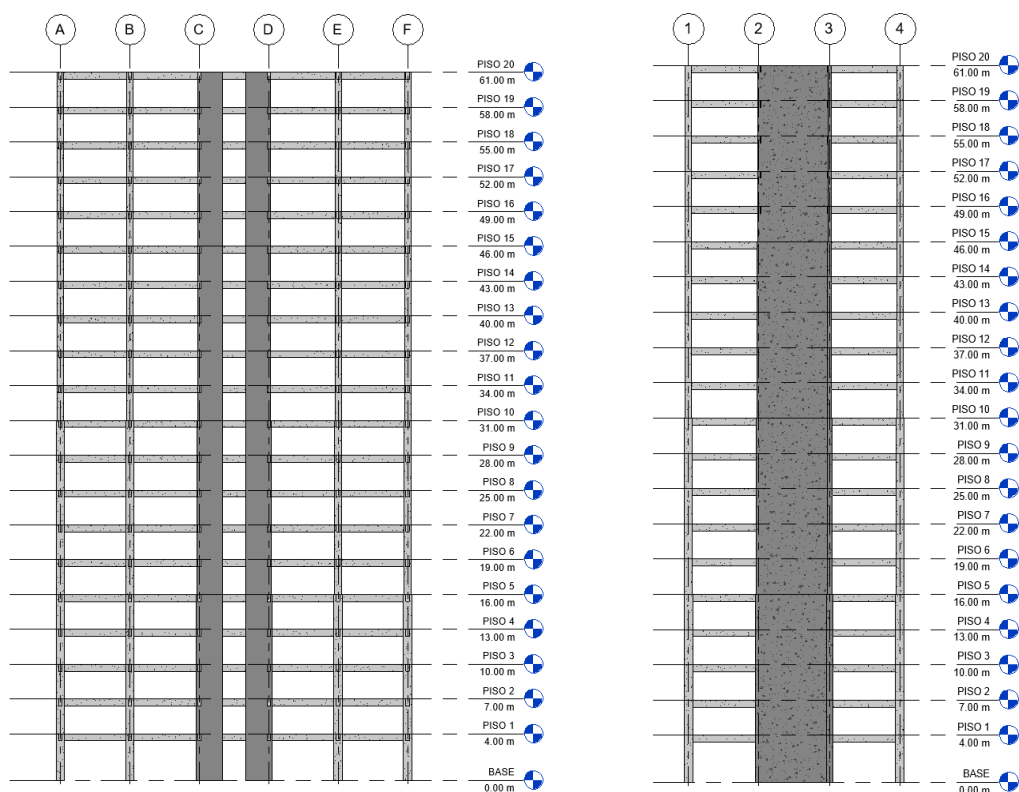 A B C D E F
PISO 20
61.00 m
PISO 19
58.00 m
PISO 18
55.00 m
PISO 17
52.00 m
PISO 16
49.00 m
PISO 15
46.00 m
PISO 14
43.00 m
PISO 13
40.00 m
PISO 12
37.00 m
PISO 11
34.00 m
PISO 10
31.00 m
PISO 9
28.00 m
PISO 8
25.00 m
PISO 7
22.00 m
PISO 6
19.00 m
PISO 5
16.00 m
PISO 4
13.00 m
PISO 3
10.00 m
PISO 2
7.00 m
PISO 1
4.00 m
BASE
0.00 m
1 2 3 4
PISO 20
61.00 m
PISO 19
58.00 m
PISO 18
55.00 m
PISO 17
52.00 m
PISO 16
49.00 m
PISO 15
46.00 m
PISO 14
43.00 m
PISO 13
40.00 m
PISO 12
37.00 m
PISO 11
34.00 m
PISO 10
31.00 m
PISO 9
28.00 m
PISO 8
25.00 m
PISO 7
22.00 m
PISO 6
19.00 m
PISO 5
16.00 m
PISO 4
13.00 m
PISO 3
10.00 m
PISO 2
7.00 m
PISO 1
4.00 m
BASE
0.00 m